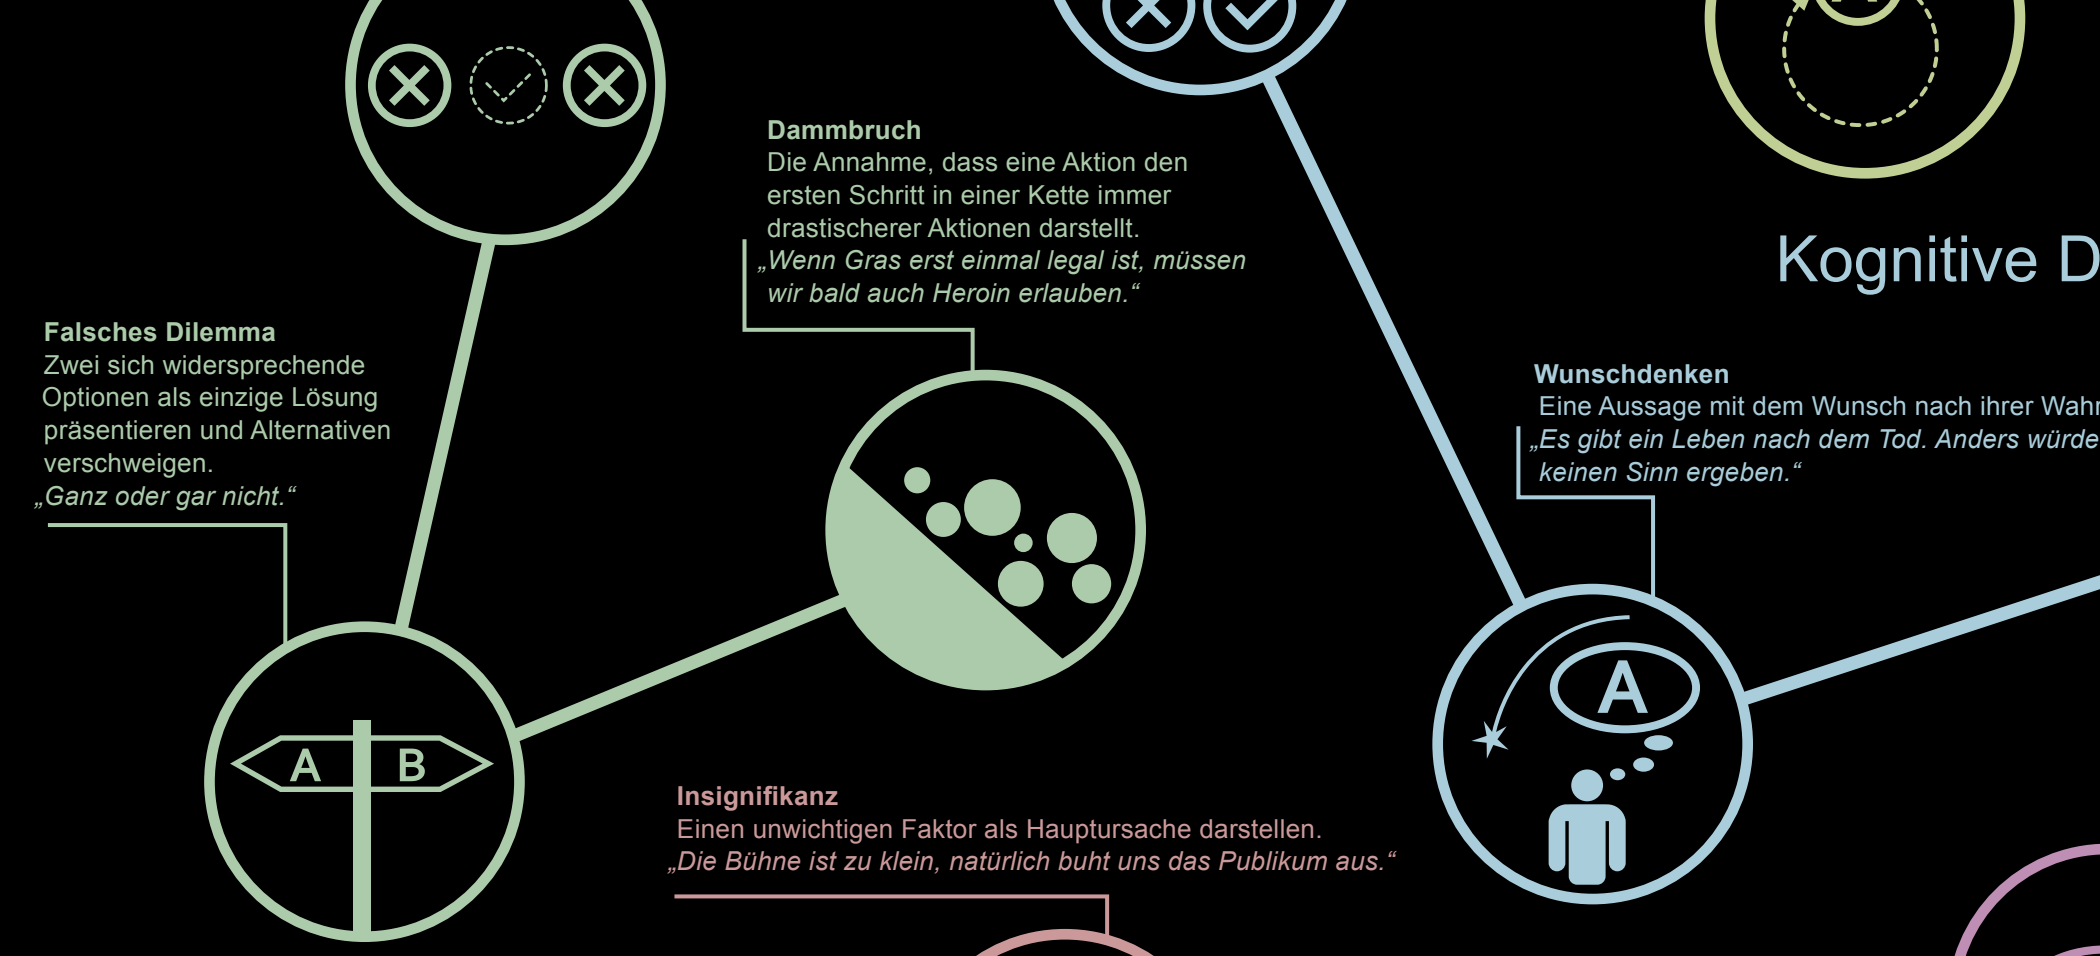 Dammbruch
Die Annahme, dass eine Aktion den
ersten Schritt in einer Kette immer
drastischerer Aktionen darstellt.
„Wenn Gras erst einmal legal ist, müssen
wir bald auch Heroin erlauben.“
Kognitive D
Falsches Dilemma
Zwei sich widersprechende
Optionen als einzige Lösung
präsentieren und Alternativen
verschweigen.
„Ganz oder gar nicht.“
Wunschdenken
Eine Aussage mit dem Wunsch nach ihrer Wahr
„Es gibt ein Leben nach dem Tod. Anders würde
keinen Sinn ergeben.“
A
A B
Insignifikanz
Einen unwichtigen Faktor als Hauptursache darstellen.
„Die Bühne ist zu klein, natürlich buht uns das Publikum aus.“